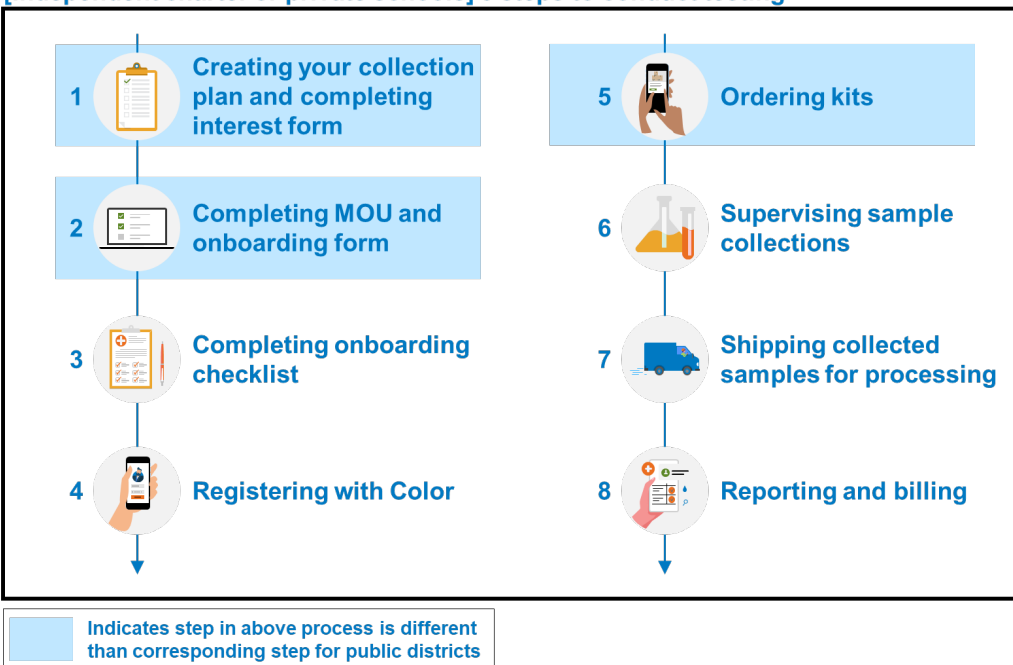 1
Creating your collection
plan and completing
interest form
2
Completing MOU and
onboarding form
3
Completing onboarding
checklist
4
Registering with Color
5
Ordering kits
6
Supervising sample
collections
7
Shipping collected
samples for processing
8
Reporting and billing
Indicates step in above process is different
than corresponding step for public districts